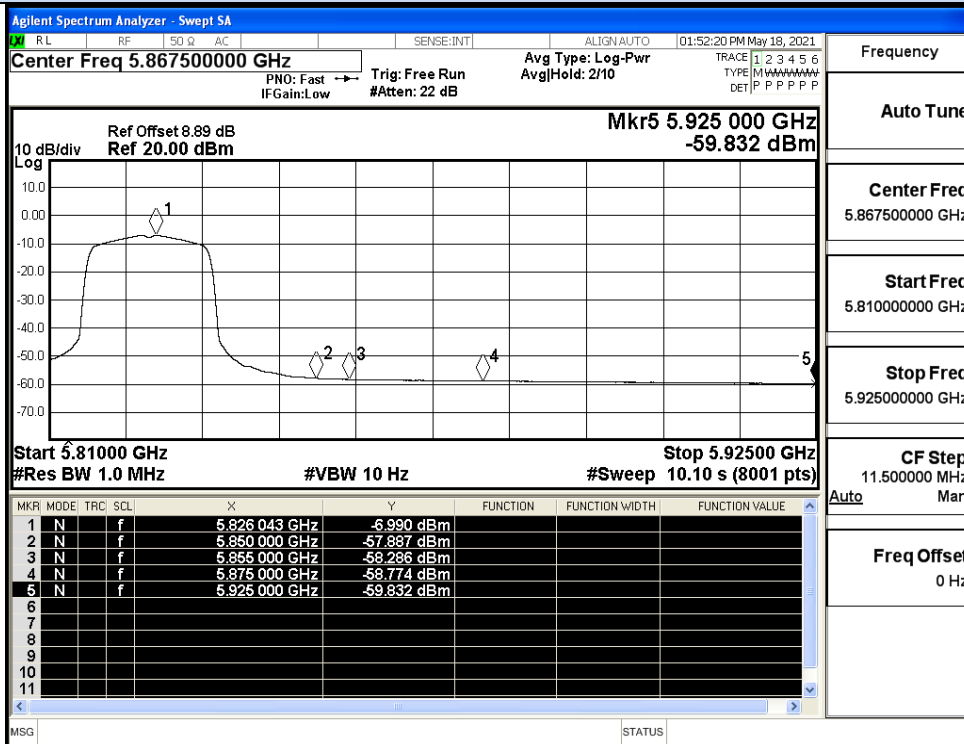 Agilent Spectrum Analyzer - Swept SA
LXI RL RF 50 Ω AC SENSE:INT ALIGNAUTO 01:52:20 PM May 18, 2021
Center Freq 5.867500000 GHz
PNO: Fast
IFGain:Low
Trig: Free Run
#Atten: 22 dB
Avg Type: Log-Pwr
Avg|Hold: 2/10
TRACE 1 2 3 4 5 6
TYPE M
DET P P P P P P
Mkr5 5.925 000 GHz
-59.832 dBm
Ref Offset 8.89 dB
Ref 20.00 dBm
10 dB/div
Log
10.0
0.00
-10.0
-20.0
-30.0
-40.0
-50.0
-60.0
-70.0
1
2
3
4
5
Start 5.81000 GHz Stop 5.92500 GHz
#Res BW 1.0 MHz #VBW 10 Hz #Sweep 10.10 s (8001 pts)
MKR MODE TRC SCL X Y FUNCTION FUNCTION WIDTH FUNCTION VALUE
1 N f 5.826 043 GHz -6.990 dBm
2 N f 5.850 000 GHz -57.887 dBm
3 N f 5.855 000 GHz -58.286 dBm
4 N f 5.875 000 GHz -58.774 dBm
5 N f 5.925 000 GHz -59.832 dBm
6
7
8
9
10
11
MSG STATUS
Frequency
Auto Tune
Center Freq
5.867500000 GHz
Start Freq
5.810000000 GHz
Stop Freq
5.925000000 GHz
CF Step
11.500000 MHz
Auto Man
Freq Offset
0 Hz